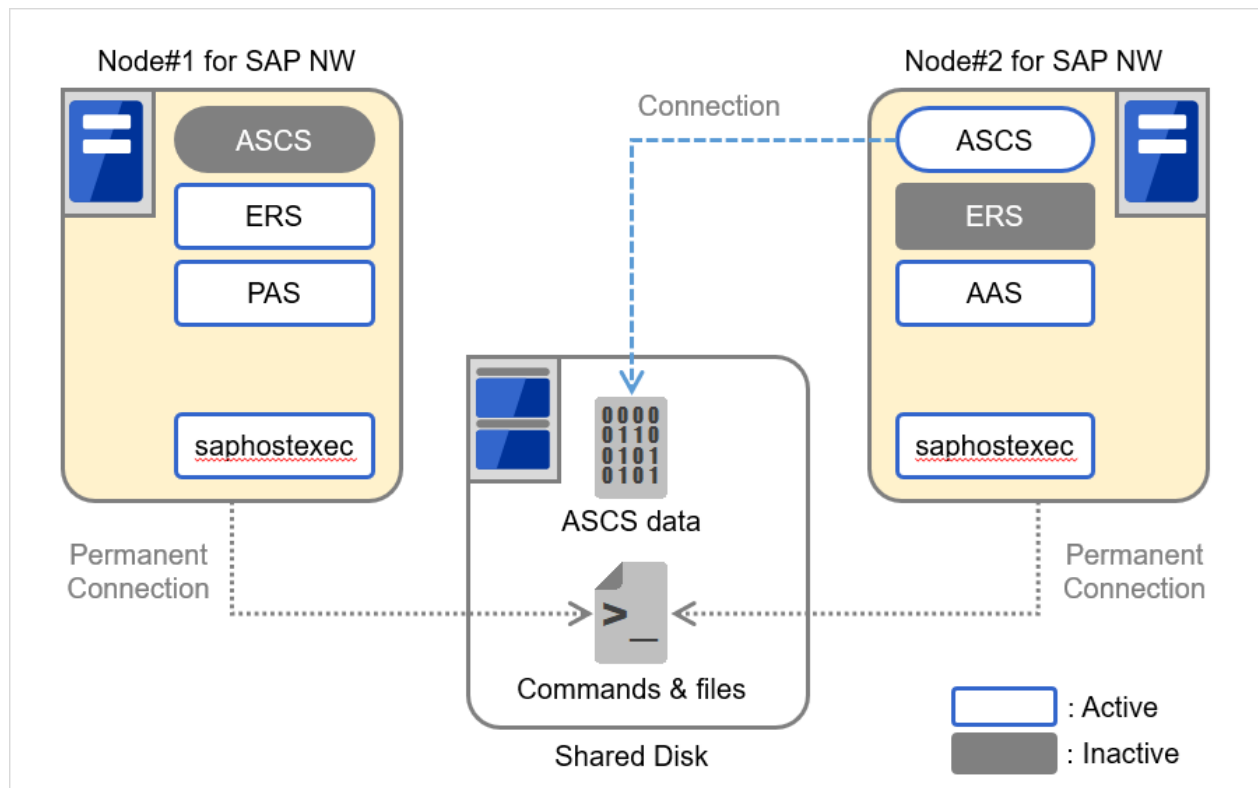 Node#1 for SAP NW
ASCS
ERS
PAS
saphostexec
Permanent
Connection
Connection
Node#2 for SAP NW
ASCS
ERS
AAS
saphostexec
Permanent
Connection
0000
0110
0101
0101
ASCS data
>_
Commands & files
Shared Disk
: Active
: Inactive